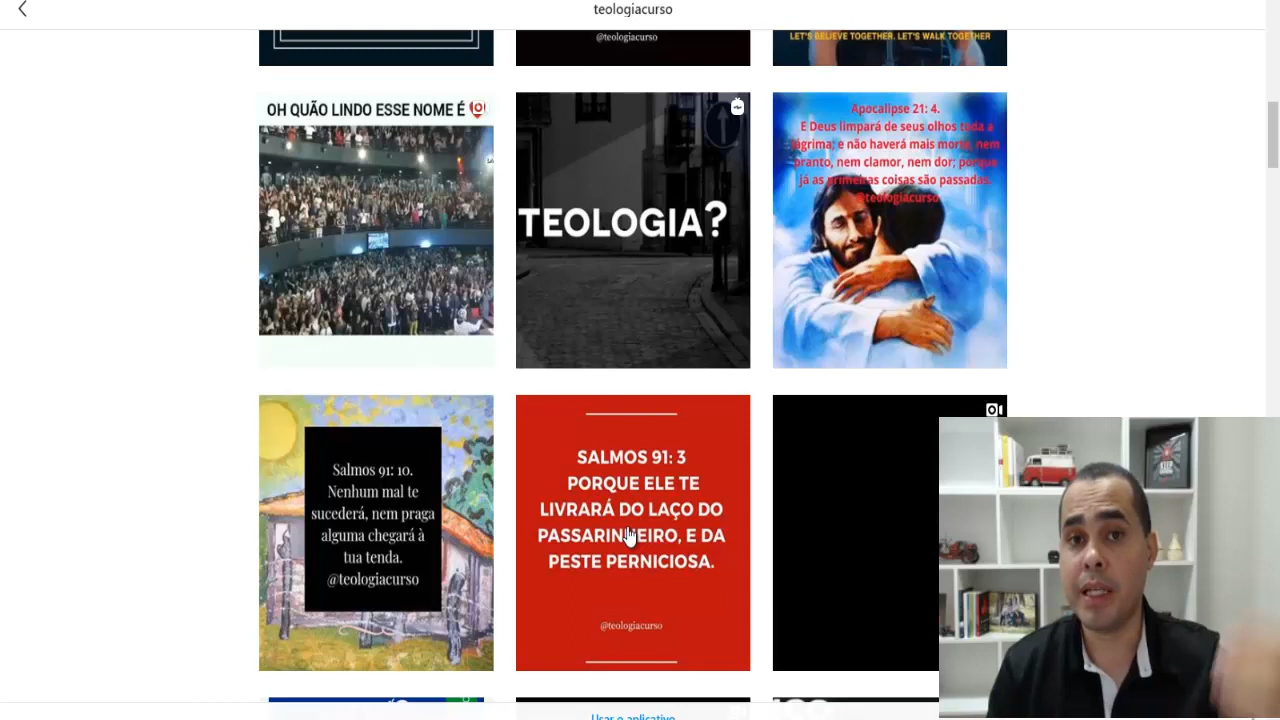 teologiacurso
@teologiacurso
LET'S BELIEVE TOGETHER. LET'S WALK TOGETHER
OH QUÃO LINDO ESSE NOME É
TEOLOGIA?
Apocalipse 21: 4.
E Deus limpará de seus olhos toda a
lágrima; e não haverá mais morte, nem
pranto, nem clamor, nem dor; porque
já as primeiras coisas são passadas.
@teologiacurso
Salmos 91: 10.
Nenhum mal te
sucederá, nem praga
alguma chegará à
tua tenda.
@teologiacurso
SALMOS 91: 3
PORQUE ELE TE
LIVRARÁ DO LAÇO DO
PASSARINHEIRO, E DA
PESTE PERNICIOSA.
@teologiacurso
Usar o aplicativo